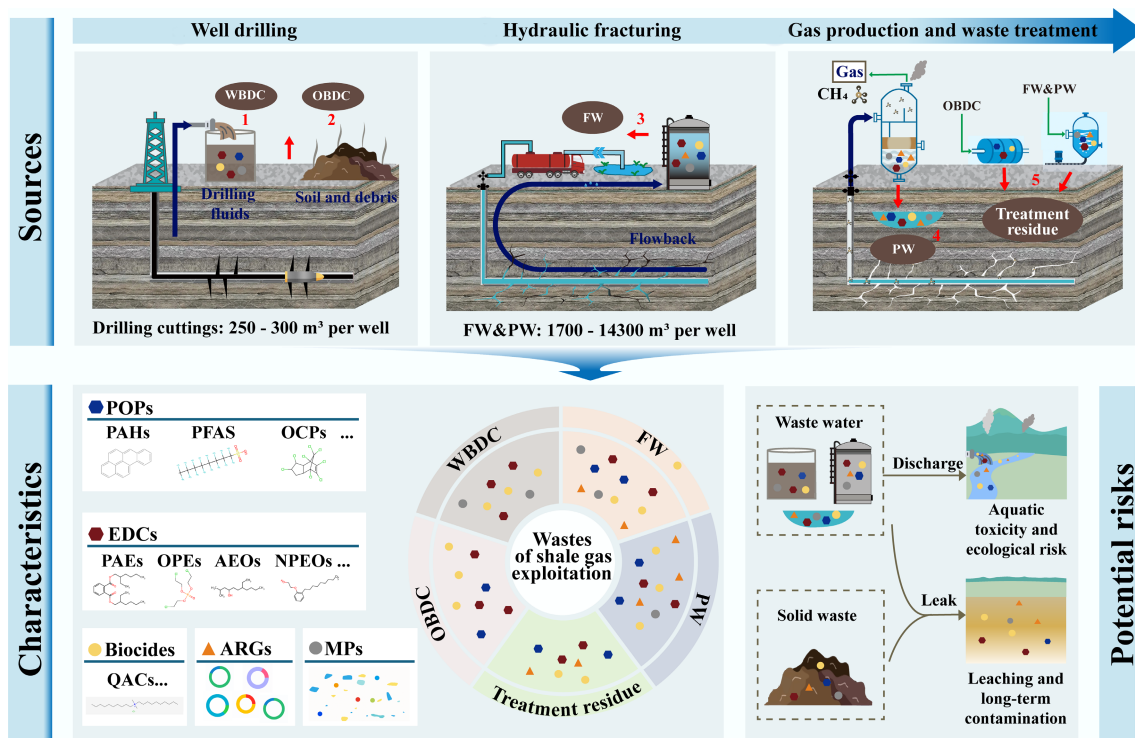 Sources
Well drilling
Hydraulic fracturing
Gas production and waste treatment
WBDC
1
OBDC
2
Drilling
fluids
Soil and debris
Drilling cuttings: 250 - 300 m³ per well
FW
3
Flowback
FW&PW: 1700 - 14300 m³ per well
Gas
CH₄
OBDC
FW&PW
5
Treatment
residue
4
PW
Characteristics
POPs
PAHs PFAS OCPs ...
EDCs
PAEs OPEs AEOs NPEOs ...
Biocides
QACs...
ARGs
MPs
WBDC
FW
PW
Treatment residue
OBDC
Wastes
of shale gas
exploitation
Potential risks
Waste water
Discharge
Aquatic
toxicity and
ecological risk
Solid waste
Leak
Leaching and
long-term
contamination